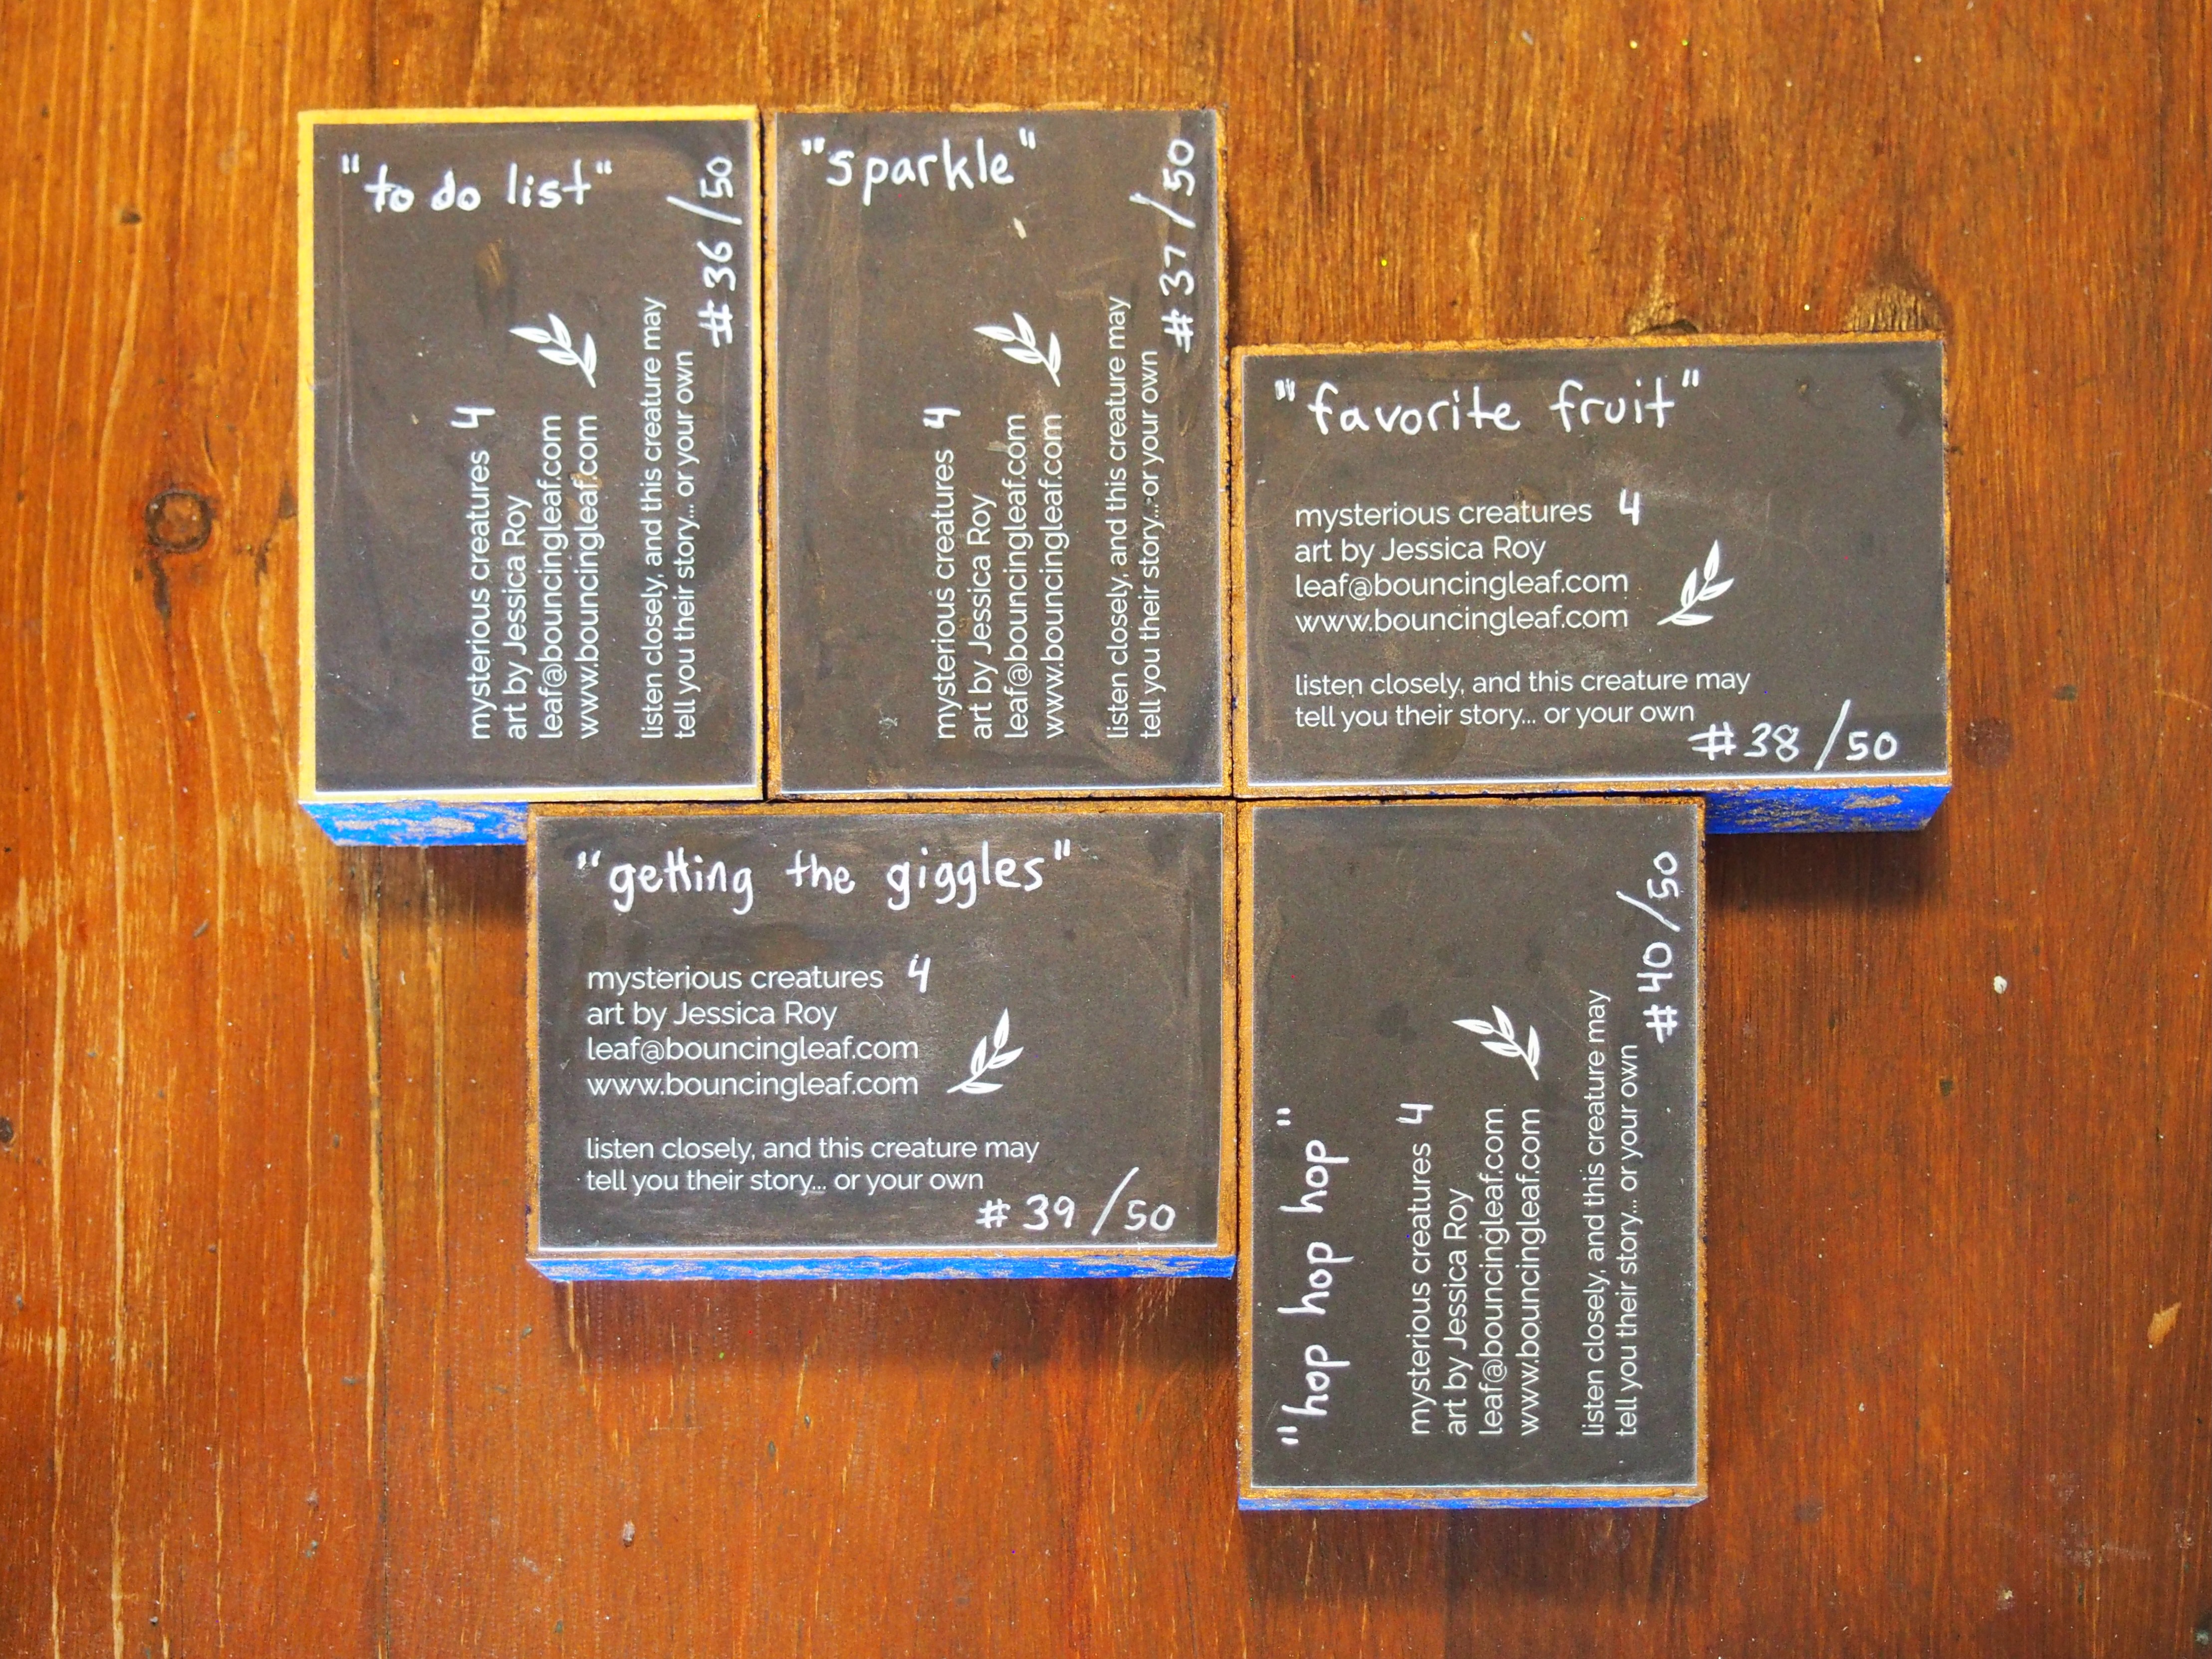 "to do list"
mysterious creatures 4
art by Jessica Roy
leaf@bouncingleaf.com
www.bouncingleaf.com
listen closely, and this creature may
tell you their story... or your own
#36/50
"sparkle"
mysterious creatures 4
art by Jessica Roy
leaf@bouncingleaf.com
www.bouncingleaf.com
listen closely, and this creature may
tell you their story... or your own
#37/50
"favorite fruit"
mysterious creatures 4
art by Jessica Roy
leaf@bouncingleaf.com
www.bouncingleaf.com
listen closely, and this creature may
tell you their story... or your own
#38/50
"getting the giggles"
mysterious creatures 4
art by Jessica Roy
leaf@bouncingleaf.com
www.bouncingleaf.com
listen closely, and this creature may
tell you their story... or your own
#39/50
"hop hop hop"
mysterious creatures 4
art by Jessica Roy
leaf@bouncingleaf.com
www.bouncingleaf.com
listen closely, and this creature may
tell you their story... or your own
#40/50